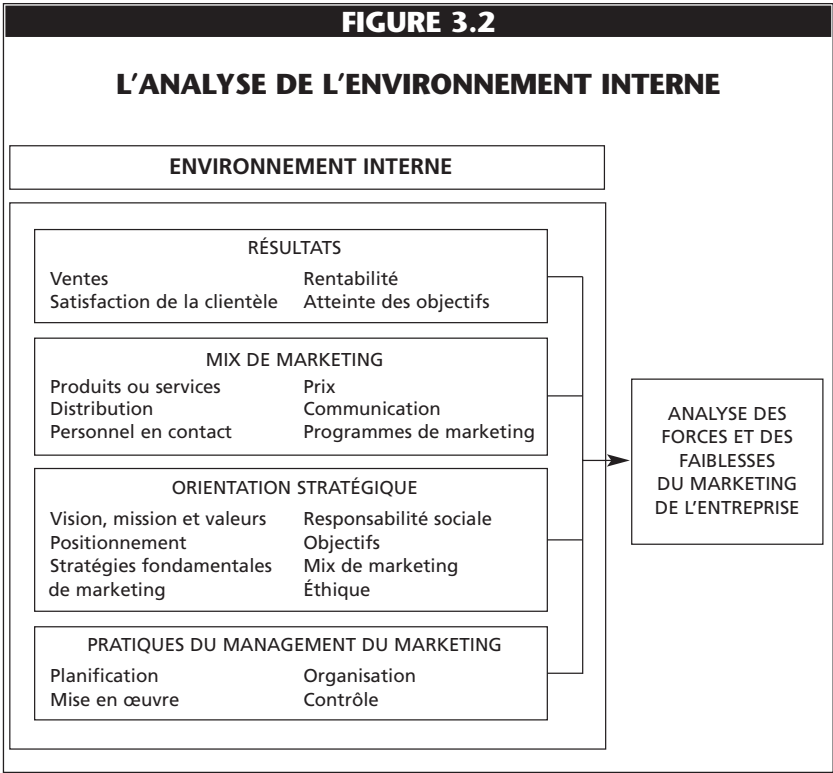 FIGURE 3.2
L'ANALYSE DE L'ENVIRONNEMENT INTERNE
ENVIRONNEMENT INTERNE
RÉSULTATS
Ventes Rentabilité
Satisfaction de la clientèle Atteinte des objectifs
MIX DE MARKETING
Produits ou services Prix
Distribution Communication
Personnel en contact Programmes de marketing
ORIENTATION STRATÉGIQUE
Vision, mission et valeurs Responsabilité sociale
Positionnement Objectifs
Stratégies fondamentales Mix de marketing
de marketing Éthique
PRATIQUES DU MANAGEMENT DU MARKETING
Planification Organisation
Mise en œuvre Contrôle
ANALYSE DES
FORCES ET DES
FAIBLESSES
DU MARKETING
DE L'ENTREPRISE